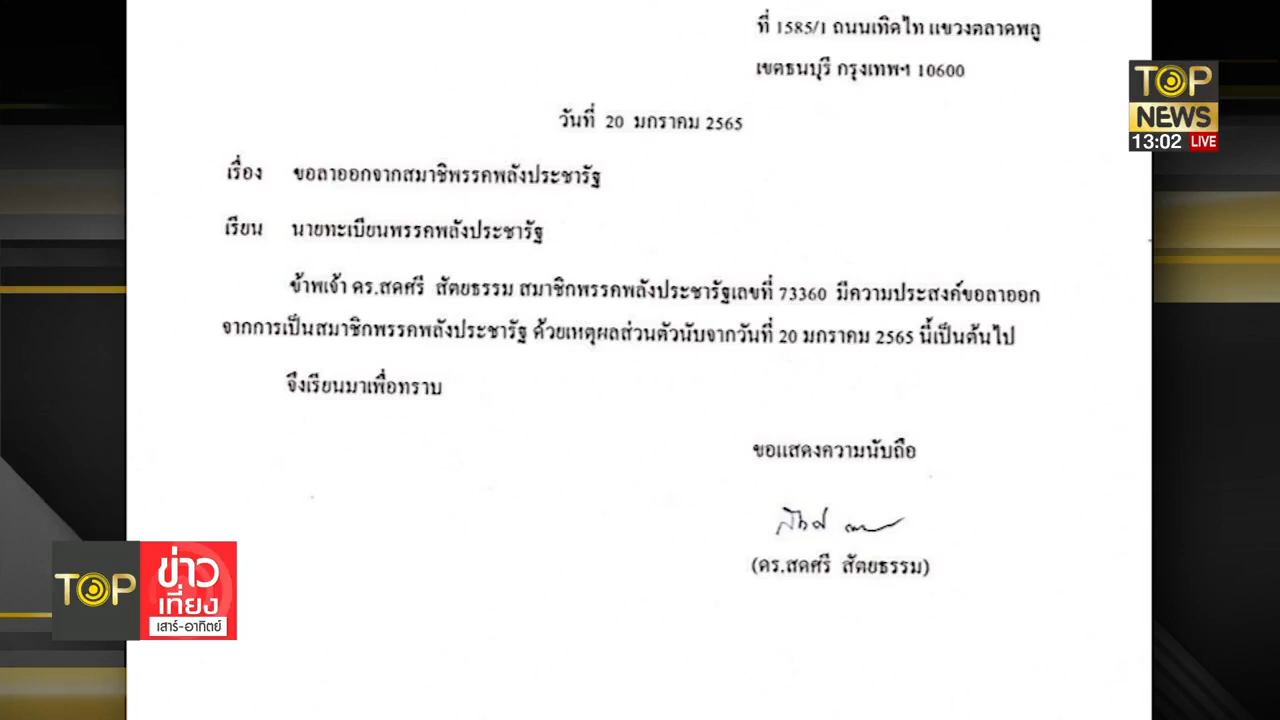 ที่ 1585/1 ถนนเทิดไท แขวงตลาดพลู
เขตธนบุรี กรุงเทพฯ 10600
TOP
NEWS
13:02 LIVE
วันที่ 20 มกราคม 2565
เรื่อง ขอลาออกจากสมาชิพรรคพลังประชารัฐ
เรียน นายทะเบียนพรรคพลังประชารัฐ
ข้าพเจ้า ดร.สดศรี สัตยธรรม สมาชิกพรรคพลังประชารัฐเลขที่ 73360 มีความประสงค์ขอลาออก
จากการเป็นสมาชิกพรรคพลังประชารัฐ ด้วยเหตุผลส่วนตัวนับจากวันที่ 20 มกราคม 2565 นี้เป็นต้นไป
จึงเรียนมาเพื่อทราบ
ขอแสดงความนับถือ
(ดร.สดศรี สัตยธรรม)
TOP
ข่าว
เที่ยง
เสาร์-อาทิตย์